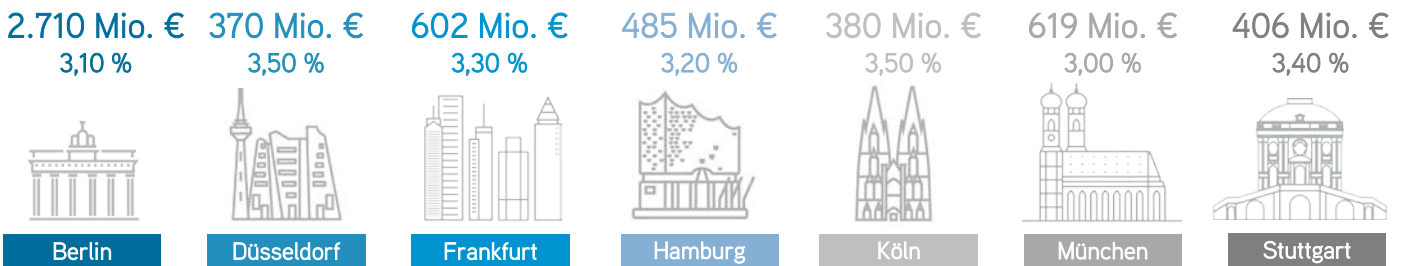 2.710 Mio. €
3,10 %
Berlin
370 Mio. €
3,50 %
Düsseldorf
602 Mio. €
3,30 %
Frankfurt
485 Mio. €
3,20 %
Hamburg
380 Mio. €
3,50 %
Köln
619 Mio. €
3,00 %
München
406 Mio. €
3,40 %
Stuttgart